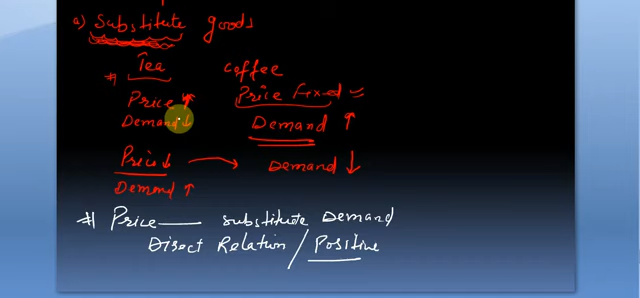 a) Substitute goods
Tea coffee
# Price fixed
Price ↑ Demand ↑
Demand ↓
Price ↓ → Demand ↓
Demand ↑
# Price — substitute Demand
Direct Relation / Positive